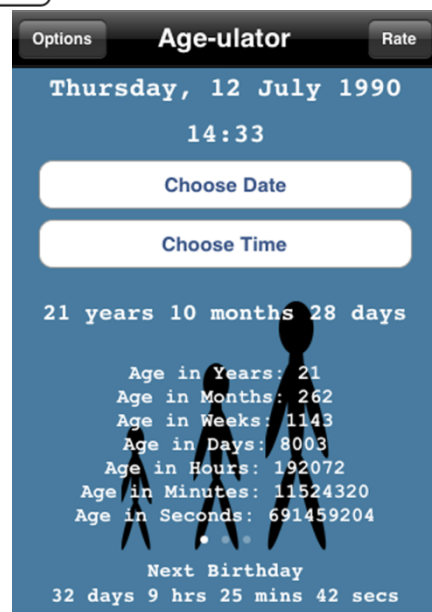 Options
Age-ulator
Rate
Thursday, 12 July 1990
14:33
Choose Date
Choose Time
21 years 10 months 28 days
Age in Years: 21
Age in Months: 262
Age in Weeks: 1143
Age in Days: 8003
Age in Hours: 192072
Age in Minutes: 11524320
Age in Seconds: 691459204
Next Birthday
32 days 9 hrs 25 mins 42 secs